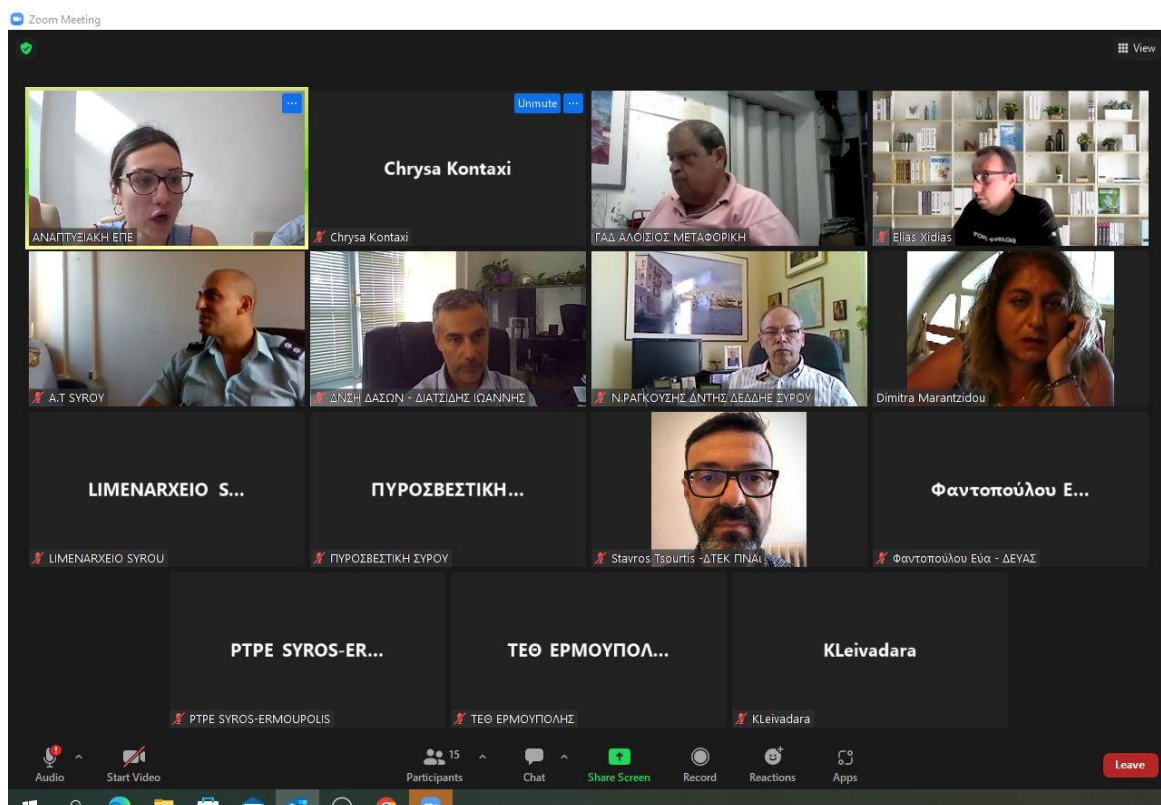 Zoom Meeting
View
ΑΝΑΠΤΥΞΙΑΚΗ ΕΠΕ
Unmute
Chrysa Kontaxi
Chrysa Kontaxi
ΓΑΔ ΑΛΟΙΣΙΟΣ ΜΕΤΑΦΟΡΙΚΗ
Elias Xidias
A.T SYROY
ΔΝΣΗ ΔΑΣΩΝ - ΔΙΑΤΣΙΔΗΣ ΙΩΑΝΝΗΣ
Ν.ΡΑΓΚΟΥΣΗΣ ΔΝΤΗΣ ΔΕΔΔΗΕ ΣΥΡΟΥ
Dimitra Marantzidou
LIMENARXEIO S...
LIMENARXEIO SYROU
ΠΥΡΟΣΒΕΣΤΙΚΗ...
ΠΥΡΟΣΒΕΣΤΙΚΗ ΣΥΡΟΥ
Stavros Tsourtis -ΔΤΕΚ ΠΝΑι
Φαντοπούλου Ε...
Φαντοπούλου Εύα - ΔΕΥΑΣ
PTPE SYROS-ER...
PTPE SYROS-ERMOUPOLIS
ΤΕΘ ΕΡΜΟΥΠΟΛ...
ΤΕΘ ΕΡΜΟΥΠΟΛΗΣ
KLeivadara
KLeivadara
Audio
Start Video
15
Participants
Chat
Share Screen
Record
Reactions
Apps
Leave